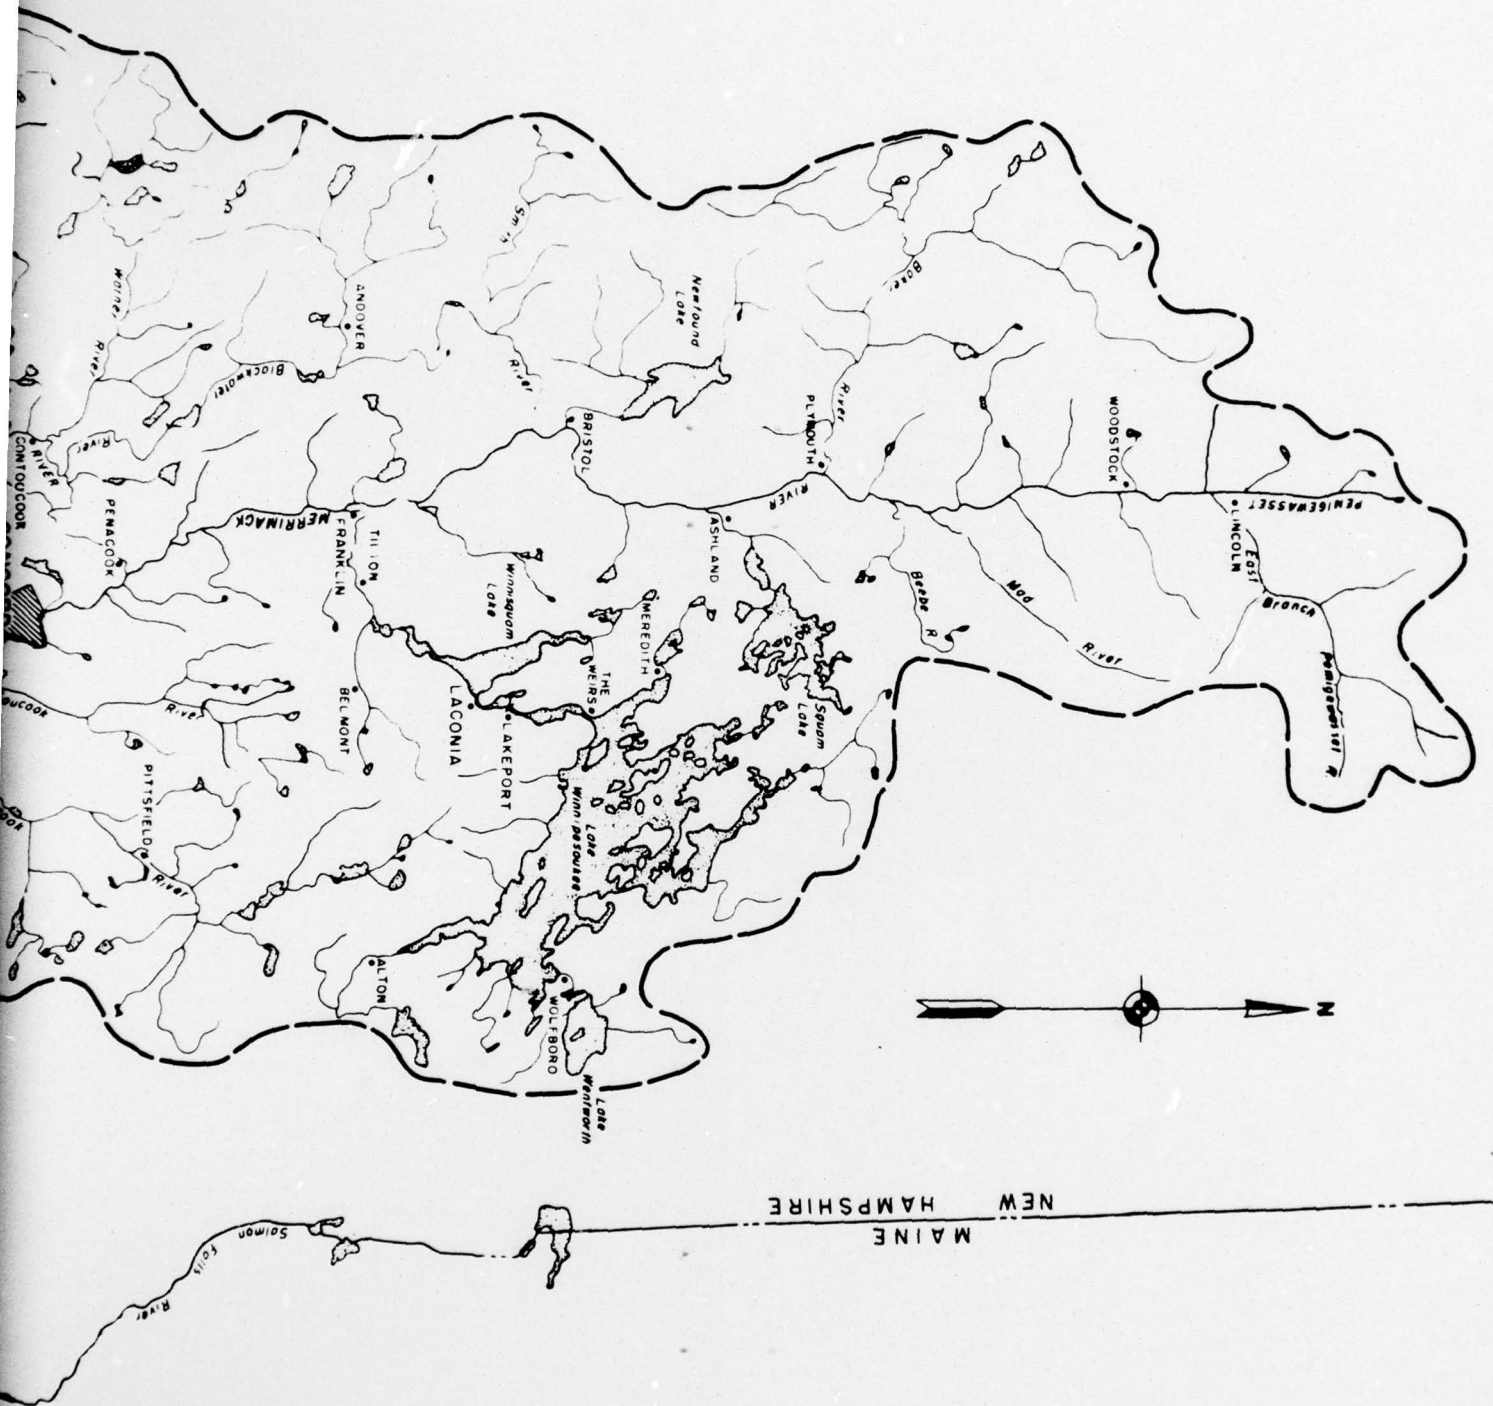 PEMIGEWASSET
RIVER
LINCOLN
East
Branch
Pemigewasset R
WOODSTOCK
Mad
River
Beebe R
Baker
River
PLYMOUTH
ASHLAND
Squam
Lake
Newfound
Lake
BRISTOL
Smith
River
MEREDITH
THE
WEIRS
Lake
Winnipesaukee
WOLFBORO
Lake
Wentworth
Winnisquam
Lake
LAKEPORT
LACONIA
ALTON
TILTON
FRANKLIN
BELMONT
ANDOVER
Blackwater
River
MERRIMACK
Warner
River
PENACOOK
CONTOOCOOK
RIVER
River
PITTSFIELD
River
oucook
ook
N
NEW HAMPSHIRE
MAINE
Salmon
Falls
River